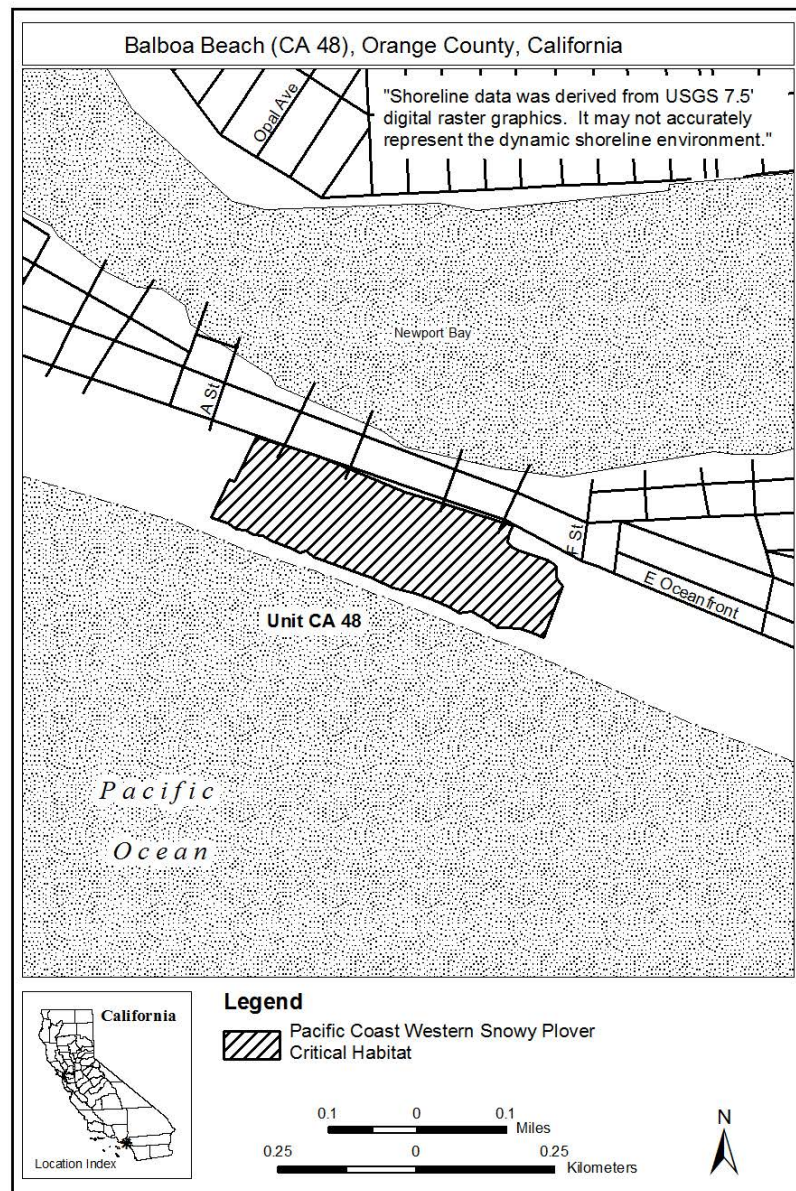 Balboa Beach (CA 48), Orange County, California
"Shoreline data was derived from USGS 7.5'
digital raster graphics. It may not accurately
represent the dynamic shoreline environment."
Opal Ave
Newport Bay
A St
F St
E Oceanfront
Unit CA 48
Pacific
Ocean
California
Location Index
Legend
Pacific Coast Western Snowy Plover
Critical Habitat
0.1 0 0.1
Miles
0.25 0 0.25
Kilometers
N